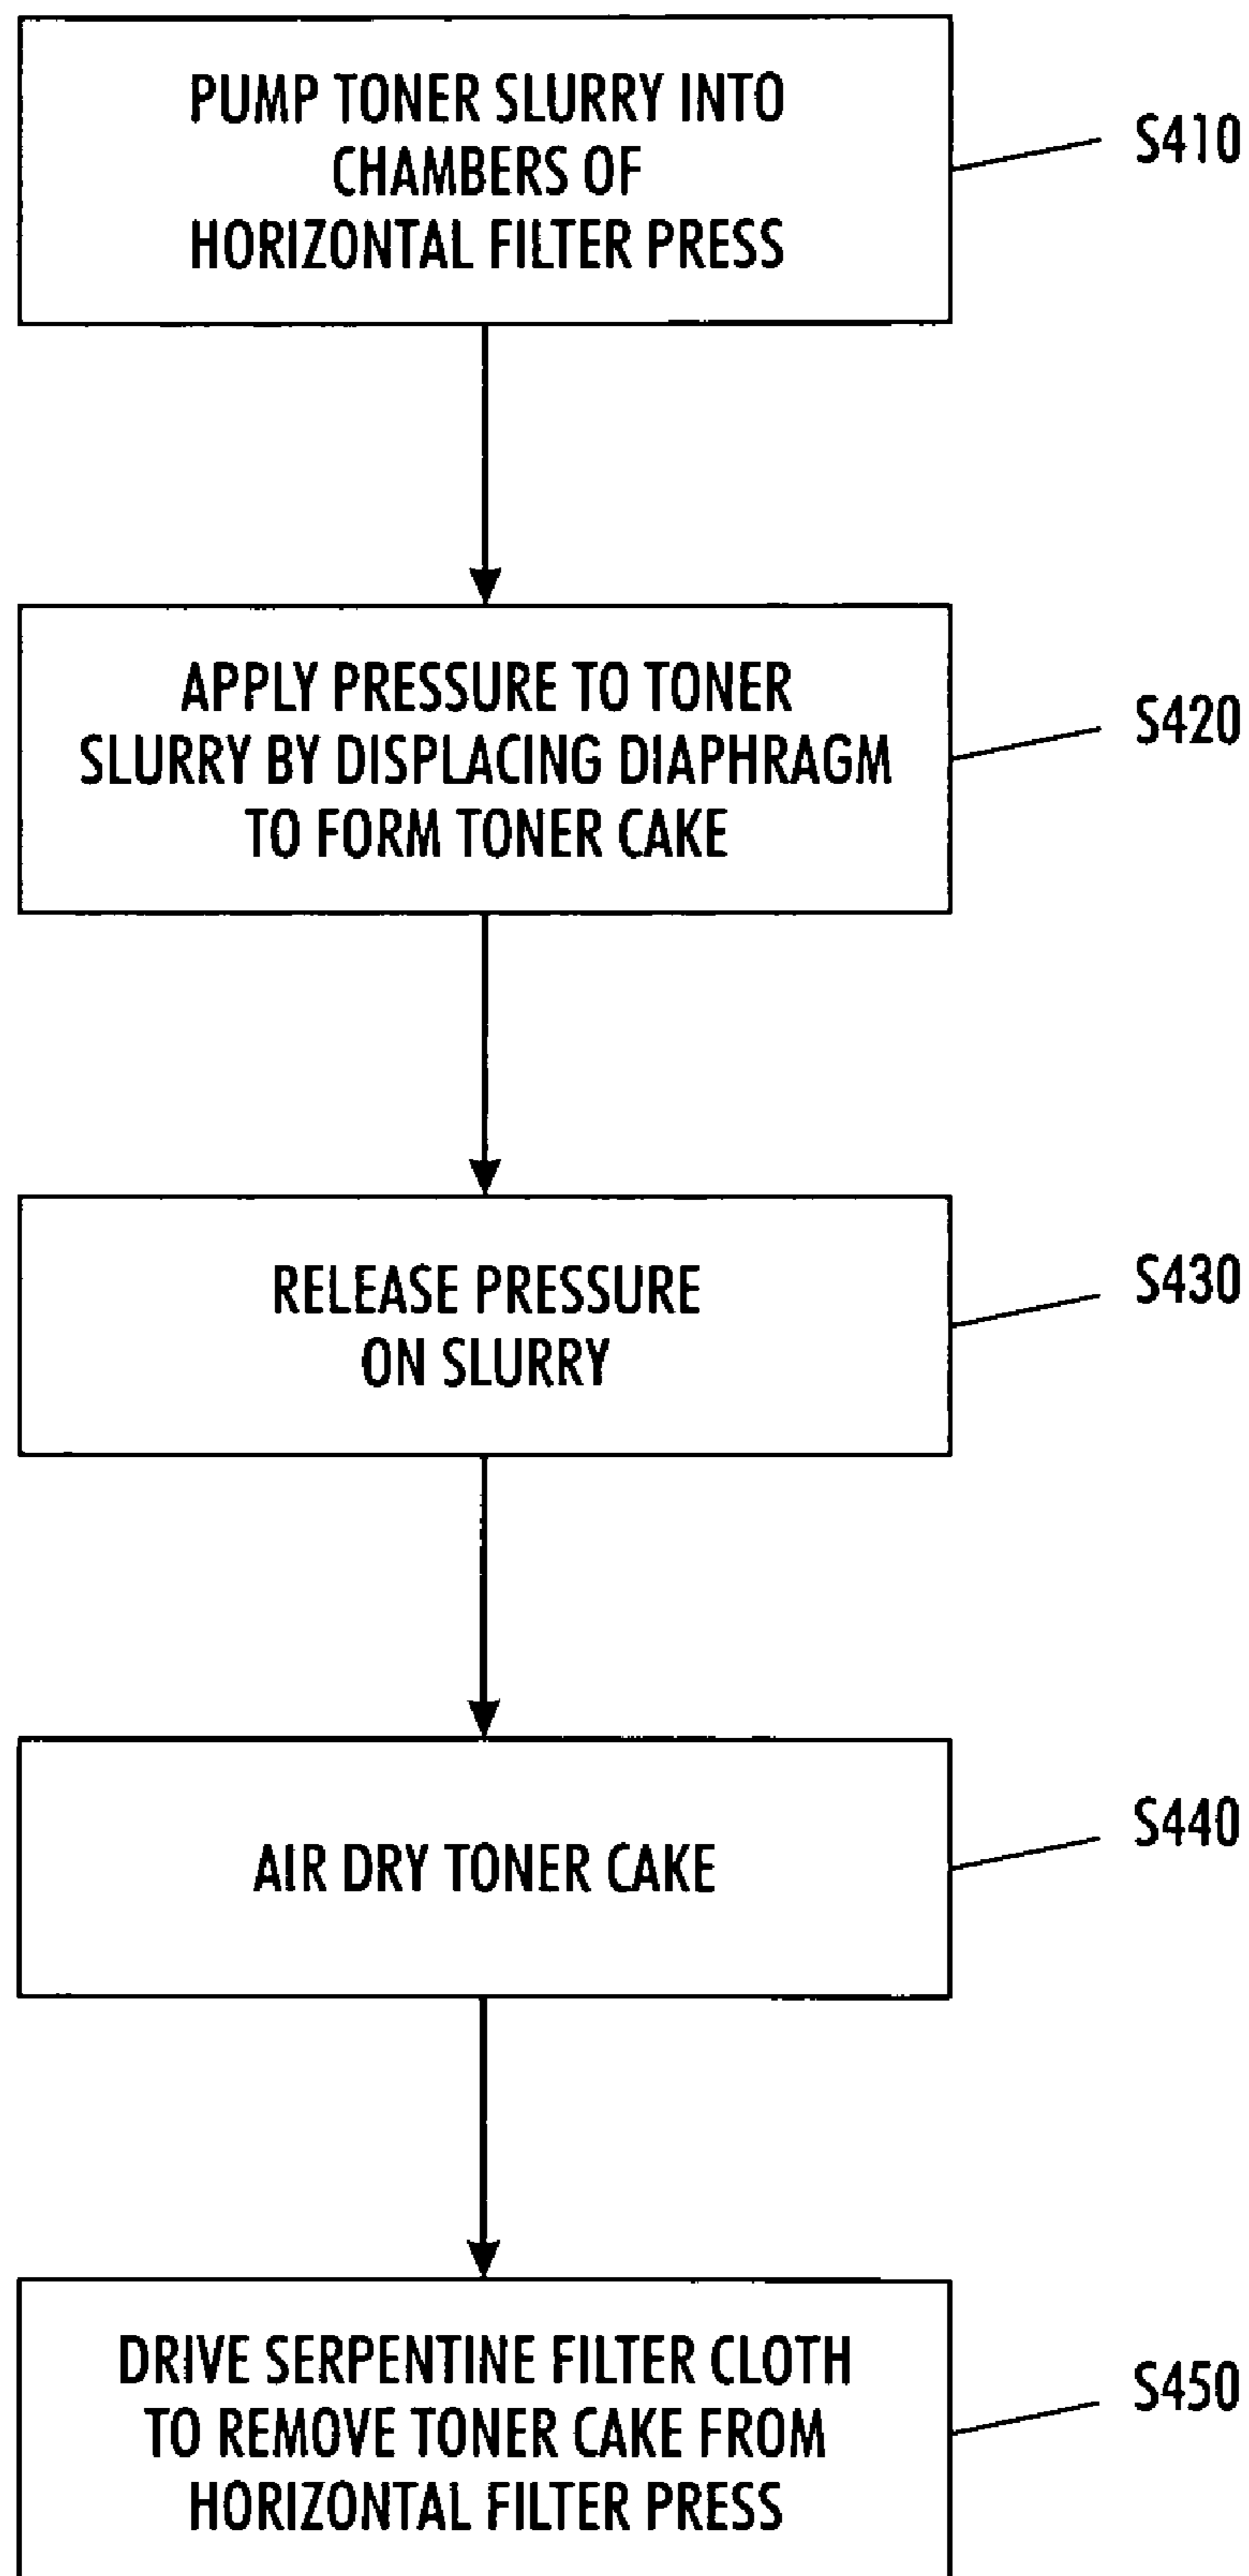 PUMP TONER SLURRY INTO
CHAMBERS OF
HORIZONTAL FILTER PRESS
S410
APPLY PRESSURE TO TONER
SLURRY BY DISPLACING DIAPHRAGM
TO FORM TONER CAKE
S420
RELEASE PRESSURE
ON SLURRY
S430
AIR DRY TONER CAKE
S440
DRIVE SERPENTINE FILTER CLOTH
TO REMOVE TONER CAKE FROM
HORIZONTAL FILTER PRESS
S450